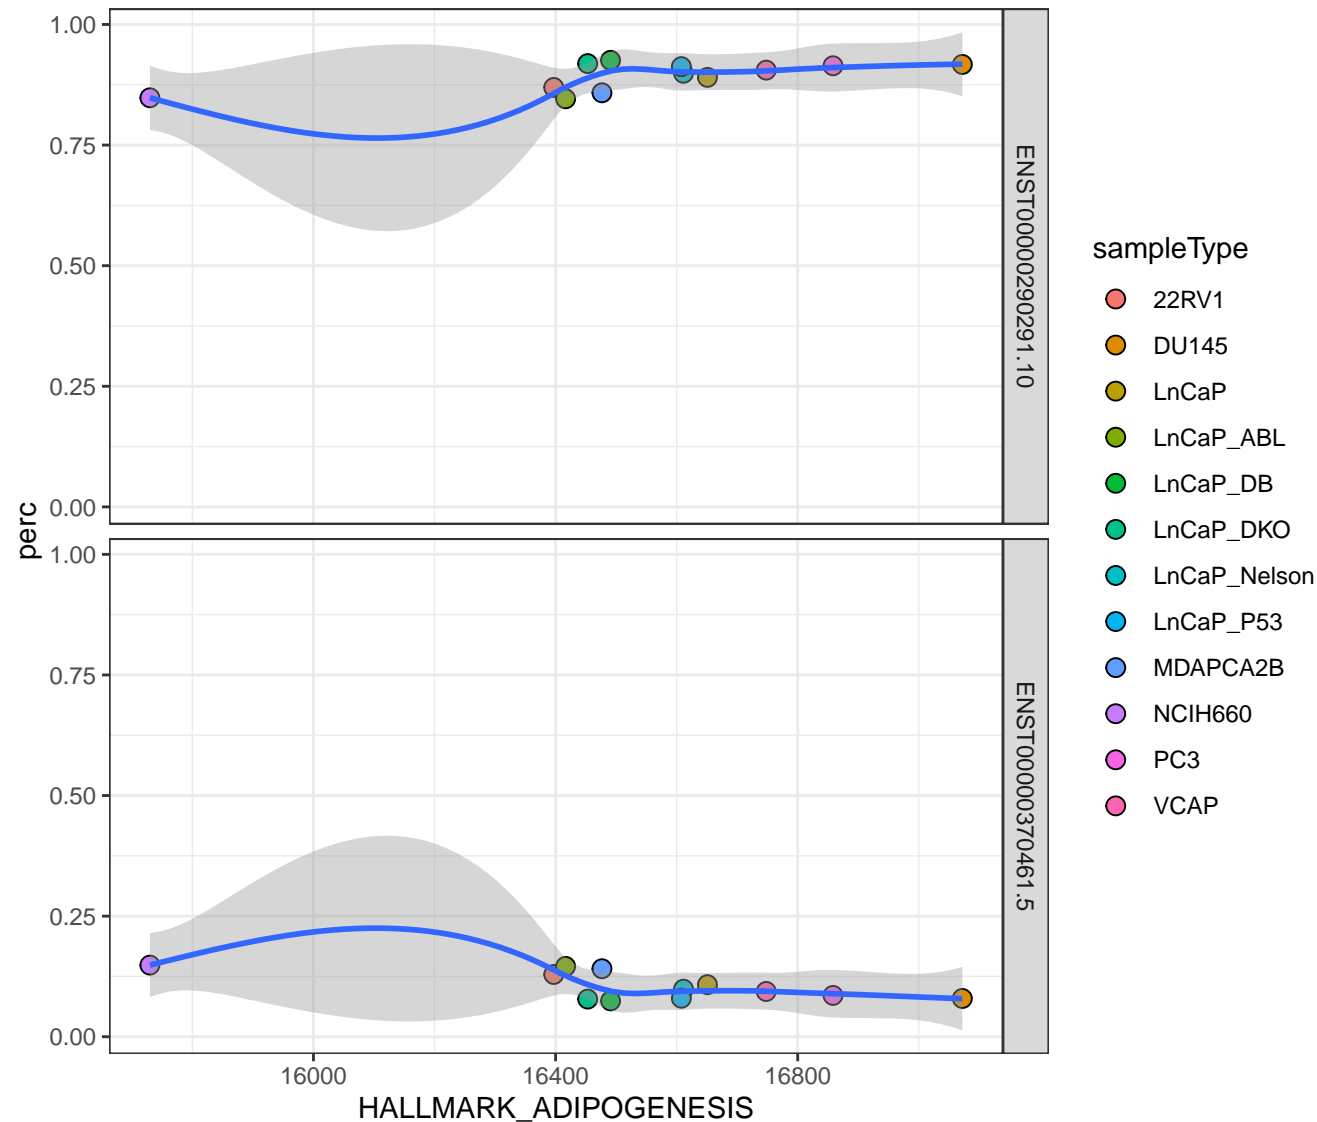 1.00
0.75
0.50
0.25
0.00
ENST00000290291.10
1.00
0.75
0.50
0.25
0.00
ENST00000370461.5
perc
16000
16400
16800
HALLMARK_ADIPOGENESIS
sampleType
22RV1
DU145
LnCaP
LnCaP_ABL
LnCaP_DB
LnCaP_DKO
LnCaP_Nelson
LnCaP_P53
MDAPCA2B
NCIH660
PC3
VCAP